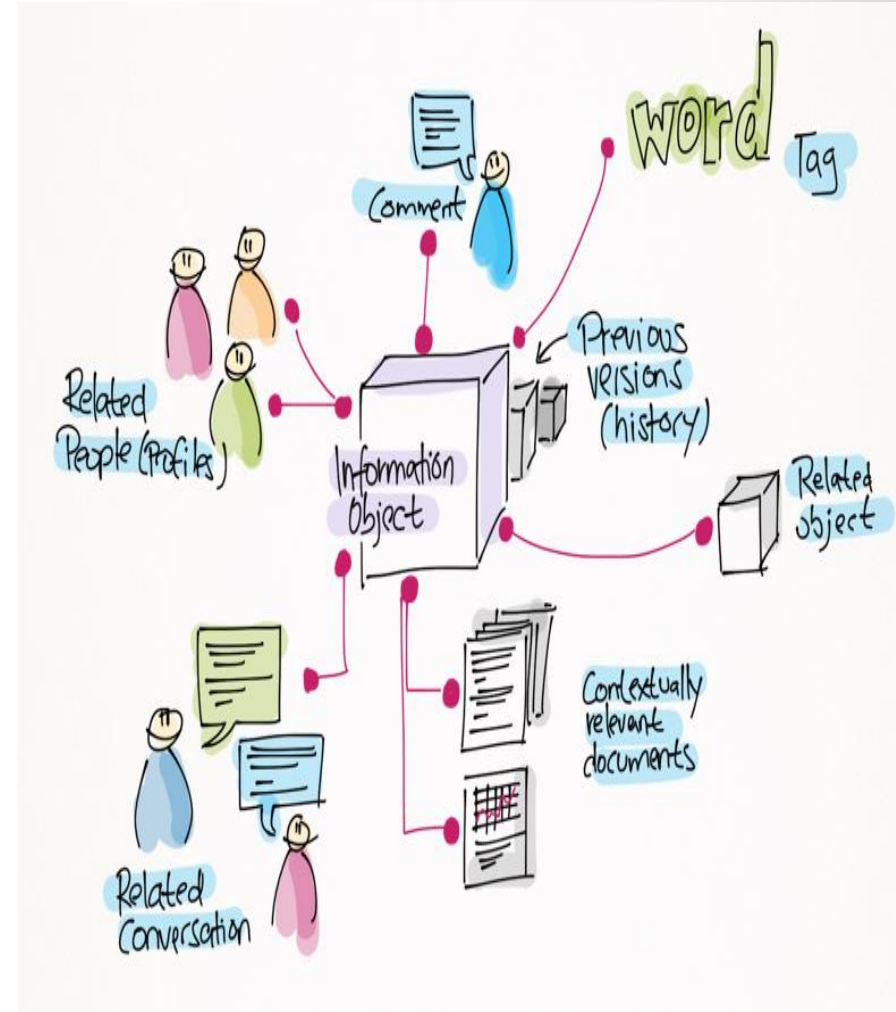 word
Tag
Comment
Previous
versions
(history)
Related
People (Profiles)
Information
Object
Related
object
Contextually
relevant
documents
Related
Conversation